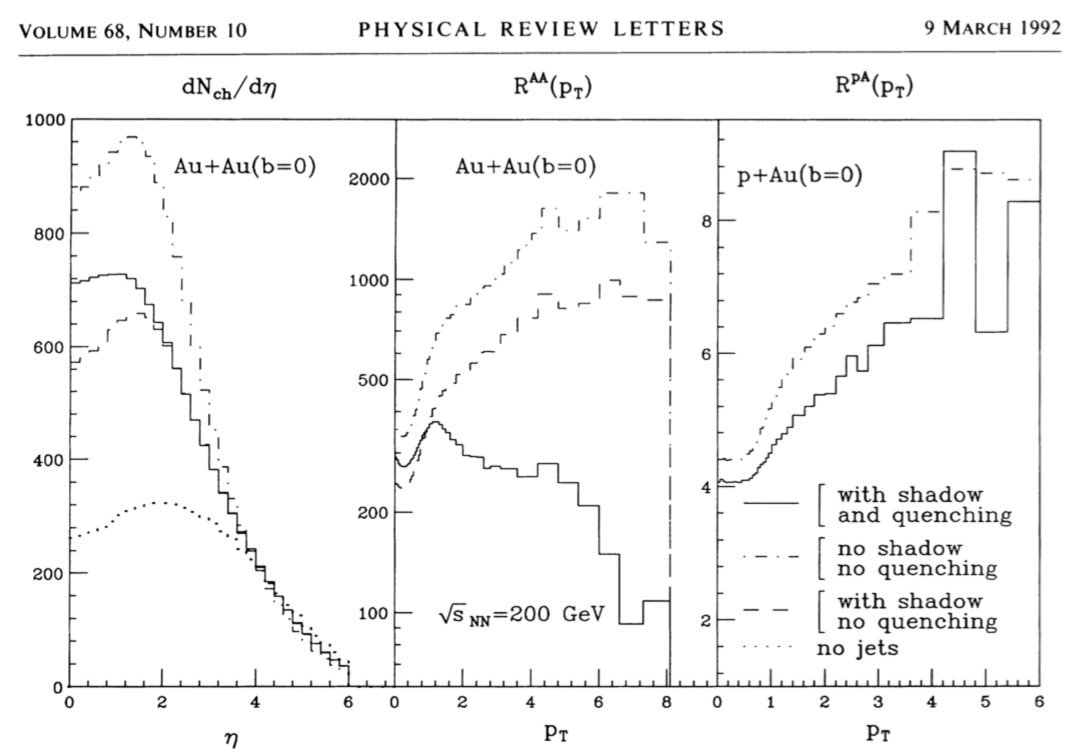 VOLUME 68, NUMBER 10 PHYSICAL REVIEW LETTERS 9 MARCH 1992
dN_ch/dη R^AA(p_T) R^pA(p_T)
Au+Au(b=0)
1000
800
600
400
200
0
0 2 4 6
η
Au+Au(b=0)
2000
1000
500
200
100
√s_NN=200 GeV
0 2 4 6 8
p_T
p+Au(b=0)
8
6
4
2
with shadow
and quenching
no shadow
no quenching
with shadow
no quenching
no jets
0 1 2 3 4 5 6
p_T